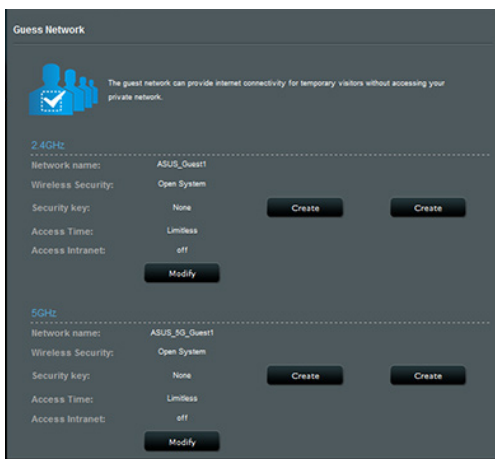 Guess Network
The guest network can provide internet connectivity for temporary visitors without accessing your
private network.
2.4GHz
Network name: ASUS_Guest1
Wireless Security: Open System
Security key: None Create Create
Access Time: Limitless
Access Intranet: off
Modify
5GHz
Network name: ASUS_5G_Guest1
Wireless Security: Open System
Security key: None Create Create
Access Time: Limitless
Access Intranet: off
Modify